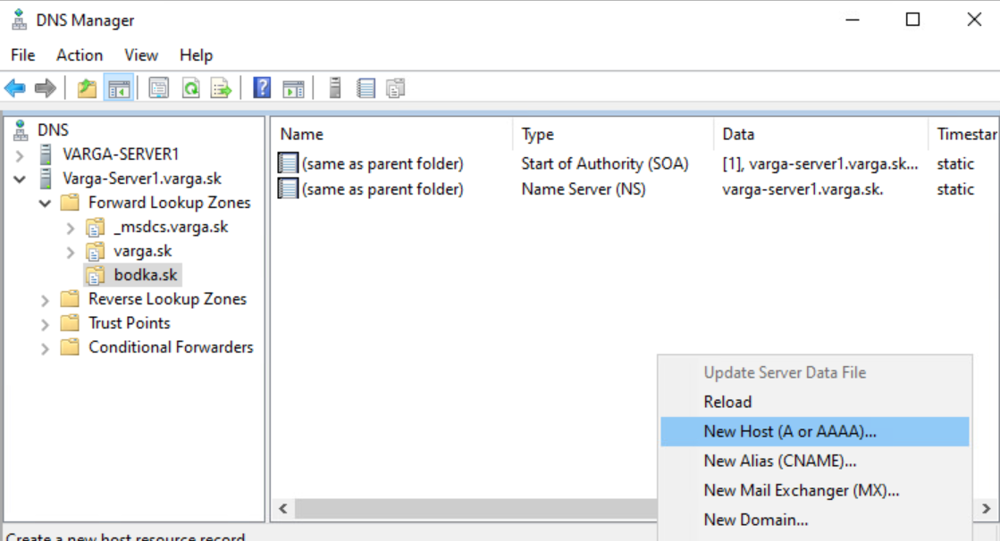 DNS Manager
File Action View Help
DNS
VARGA-SERVER1
Varga-Server1.varga.sk
Forward Lookup Zones
_msdcs.varga.sk
varga.sk
bodka.sk
Reverse Lookup Zones
Trust Points
Conditional Forwarders
Name Type Data Timestar
(same as parent folder) Start of Authority (SOA) [1], varga-server1.varga.sk... static
(same as parent folder) Name Server (NS) varga-server1.varga.sk. static
Update Server Data File
Reload
New Host (A or AAAA)...
New Alias (CNAME)...
New Mail Exchanger (MX)...
New Domain...
Create a new host resource record